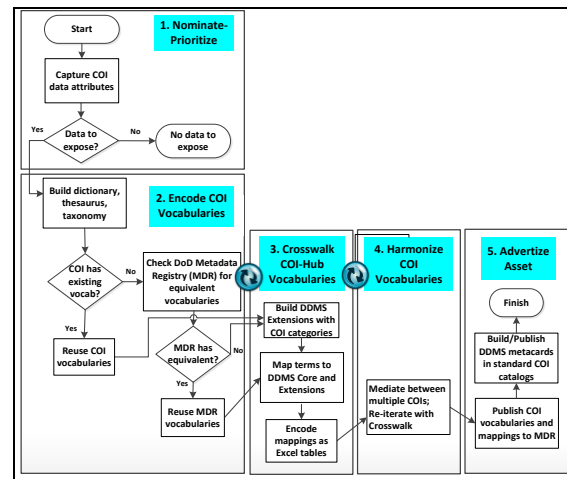 1. Nominate-
Prioritize
Start
Capture COI
data attributes
Data to
expose?
Yes
No
No data to
expose
2. Encode COI
Vocabularies
Build dictionary,
thesaurus,
taxonomy
COI has
existing
vocab?
No
Yes
Check DoD Metadata
Registry (MDR) for
equivalent
vocabularies
Reuse COI
vocabularies
MDR has
equivalent?
No
Yes
Reuse MDR
vocabularies
3. Crosswalk
COI-Hub
Vocabularies
Build DDMS
Extensions with
COI categories
Map terms to
DDMS Core and
Extensions
Encode
mappings as
Excel tables
4. Harmonize
COI
Vocabularies
Mediate between
multiple COIs;
Re-iterate with
Crosswalk
5. Advertize
Asset
Finish
Build/Publish
DDMS metacards
in standard COI
catalogs
Publish COI
vocabularies and
mappings to MDR